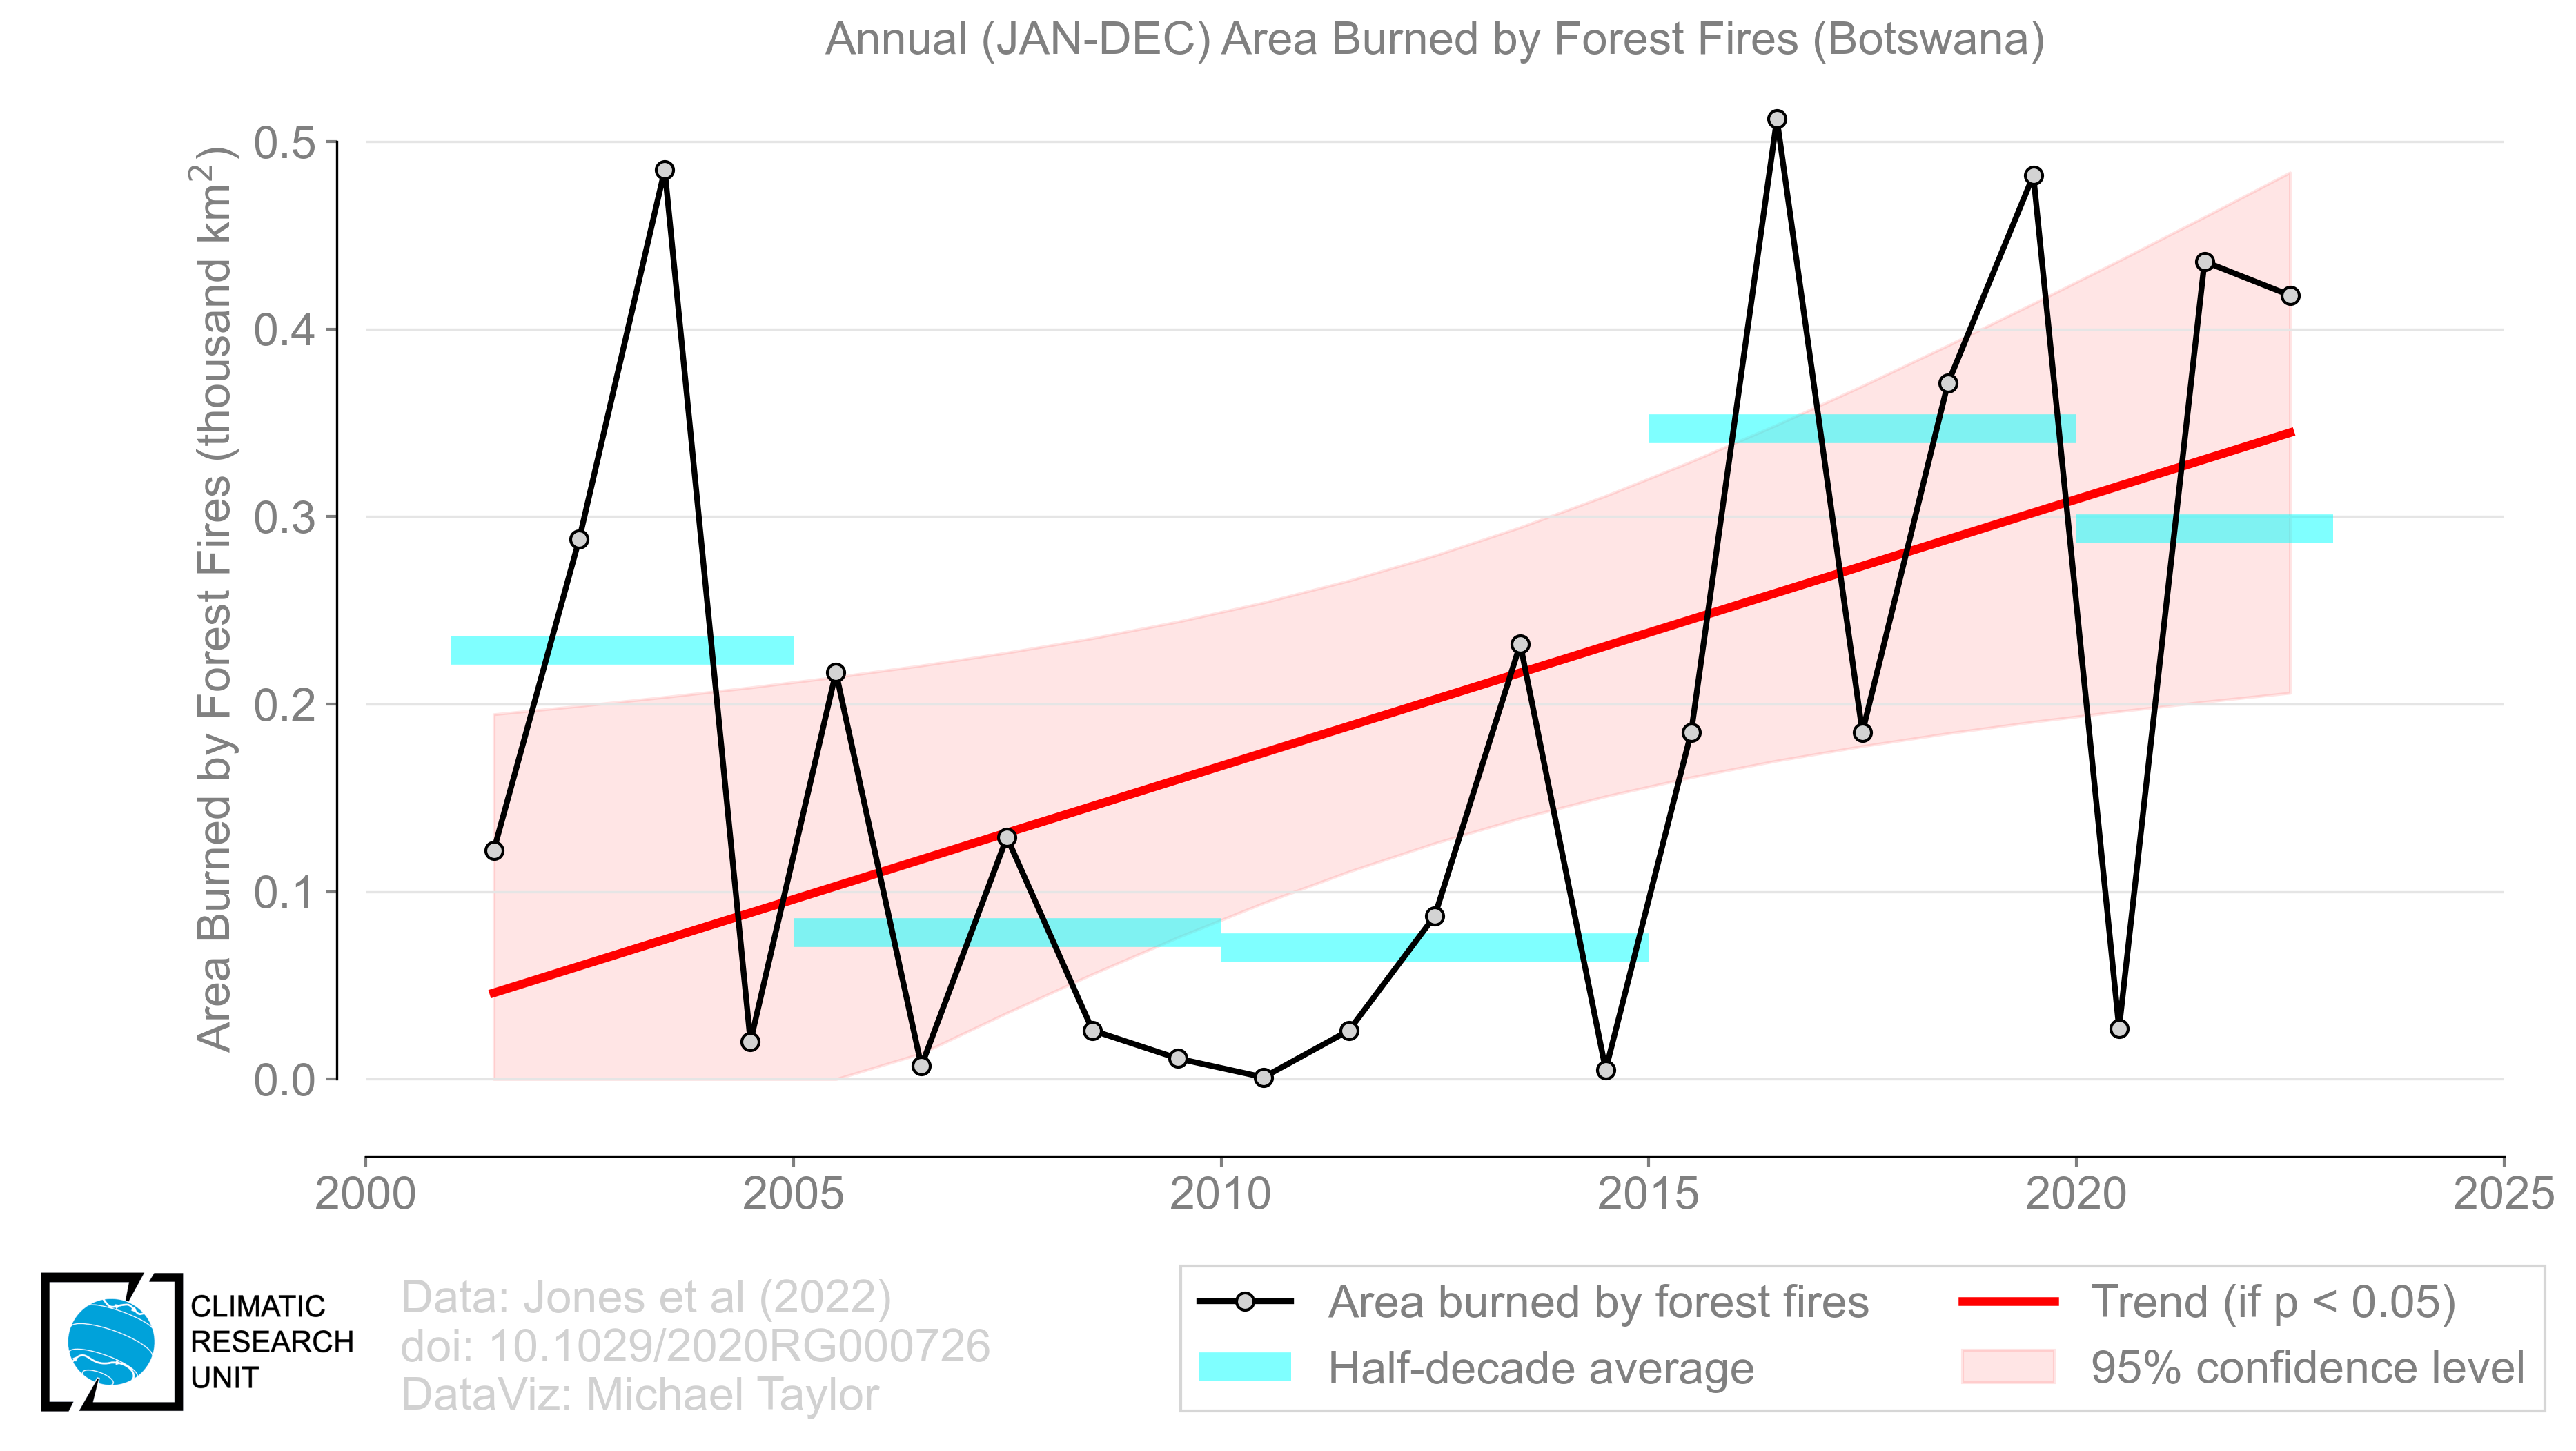 Annual (JAN-DEC) Area Burned by Forest Fires (Botswana)
Area Burned by Forest Fires (thousand km²)
0.5
0.4
0.3
0.2
0.1
0.0
2000 2005 2010 2015 2020 2025
CLIMATIC
RESEARCH
UNIT
Data: Jones et al (2022)
doi: 10.1029/2020RG000726
DataViz: Michael Taylor
Area burned by forest fires
Half-decade average
Trend (if p < 0.05)
95% confidence level